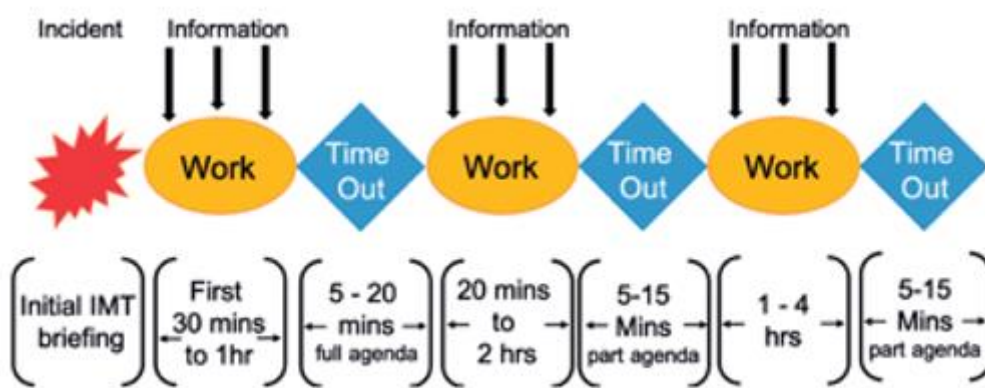 Incident
Information
Information
Information
Work
Time
Out
Work
Time
Out
Work
Time
Out
Initial IMT
briefing
First
30 mins
to 1hr
5 - 20
mins
full agenda
20 mins
to
2 hrs
5-15
Mins
part agenda
1 - 4
hrs
5-15
Mins
part agenda